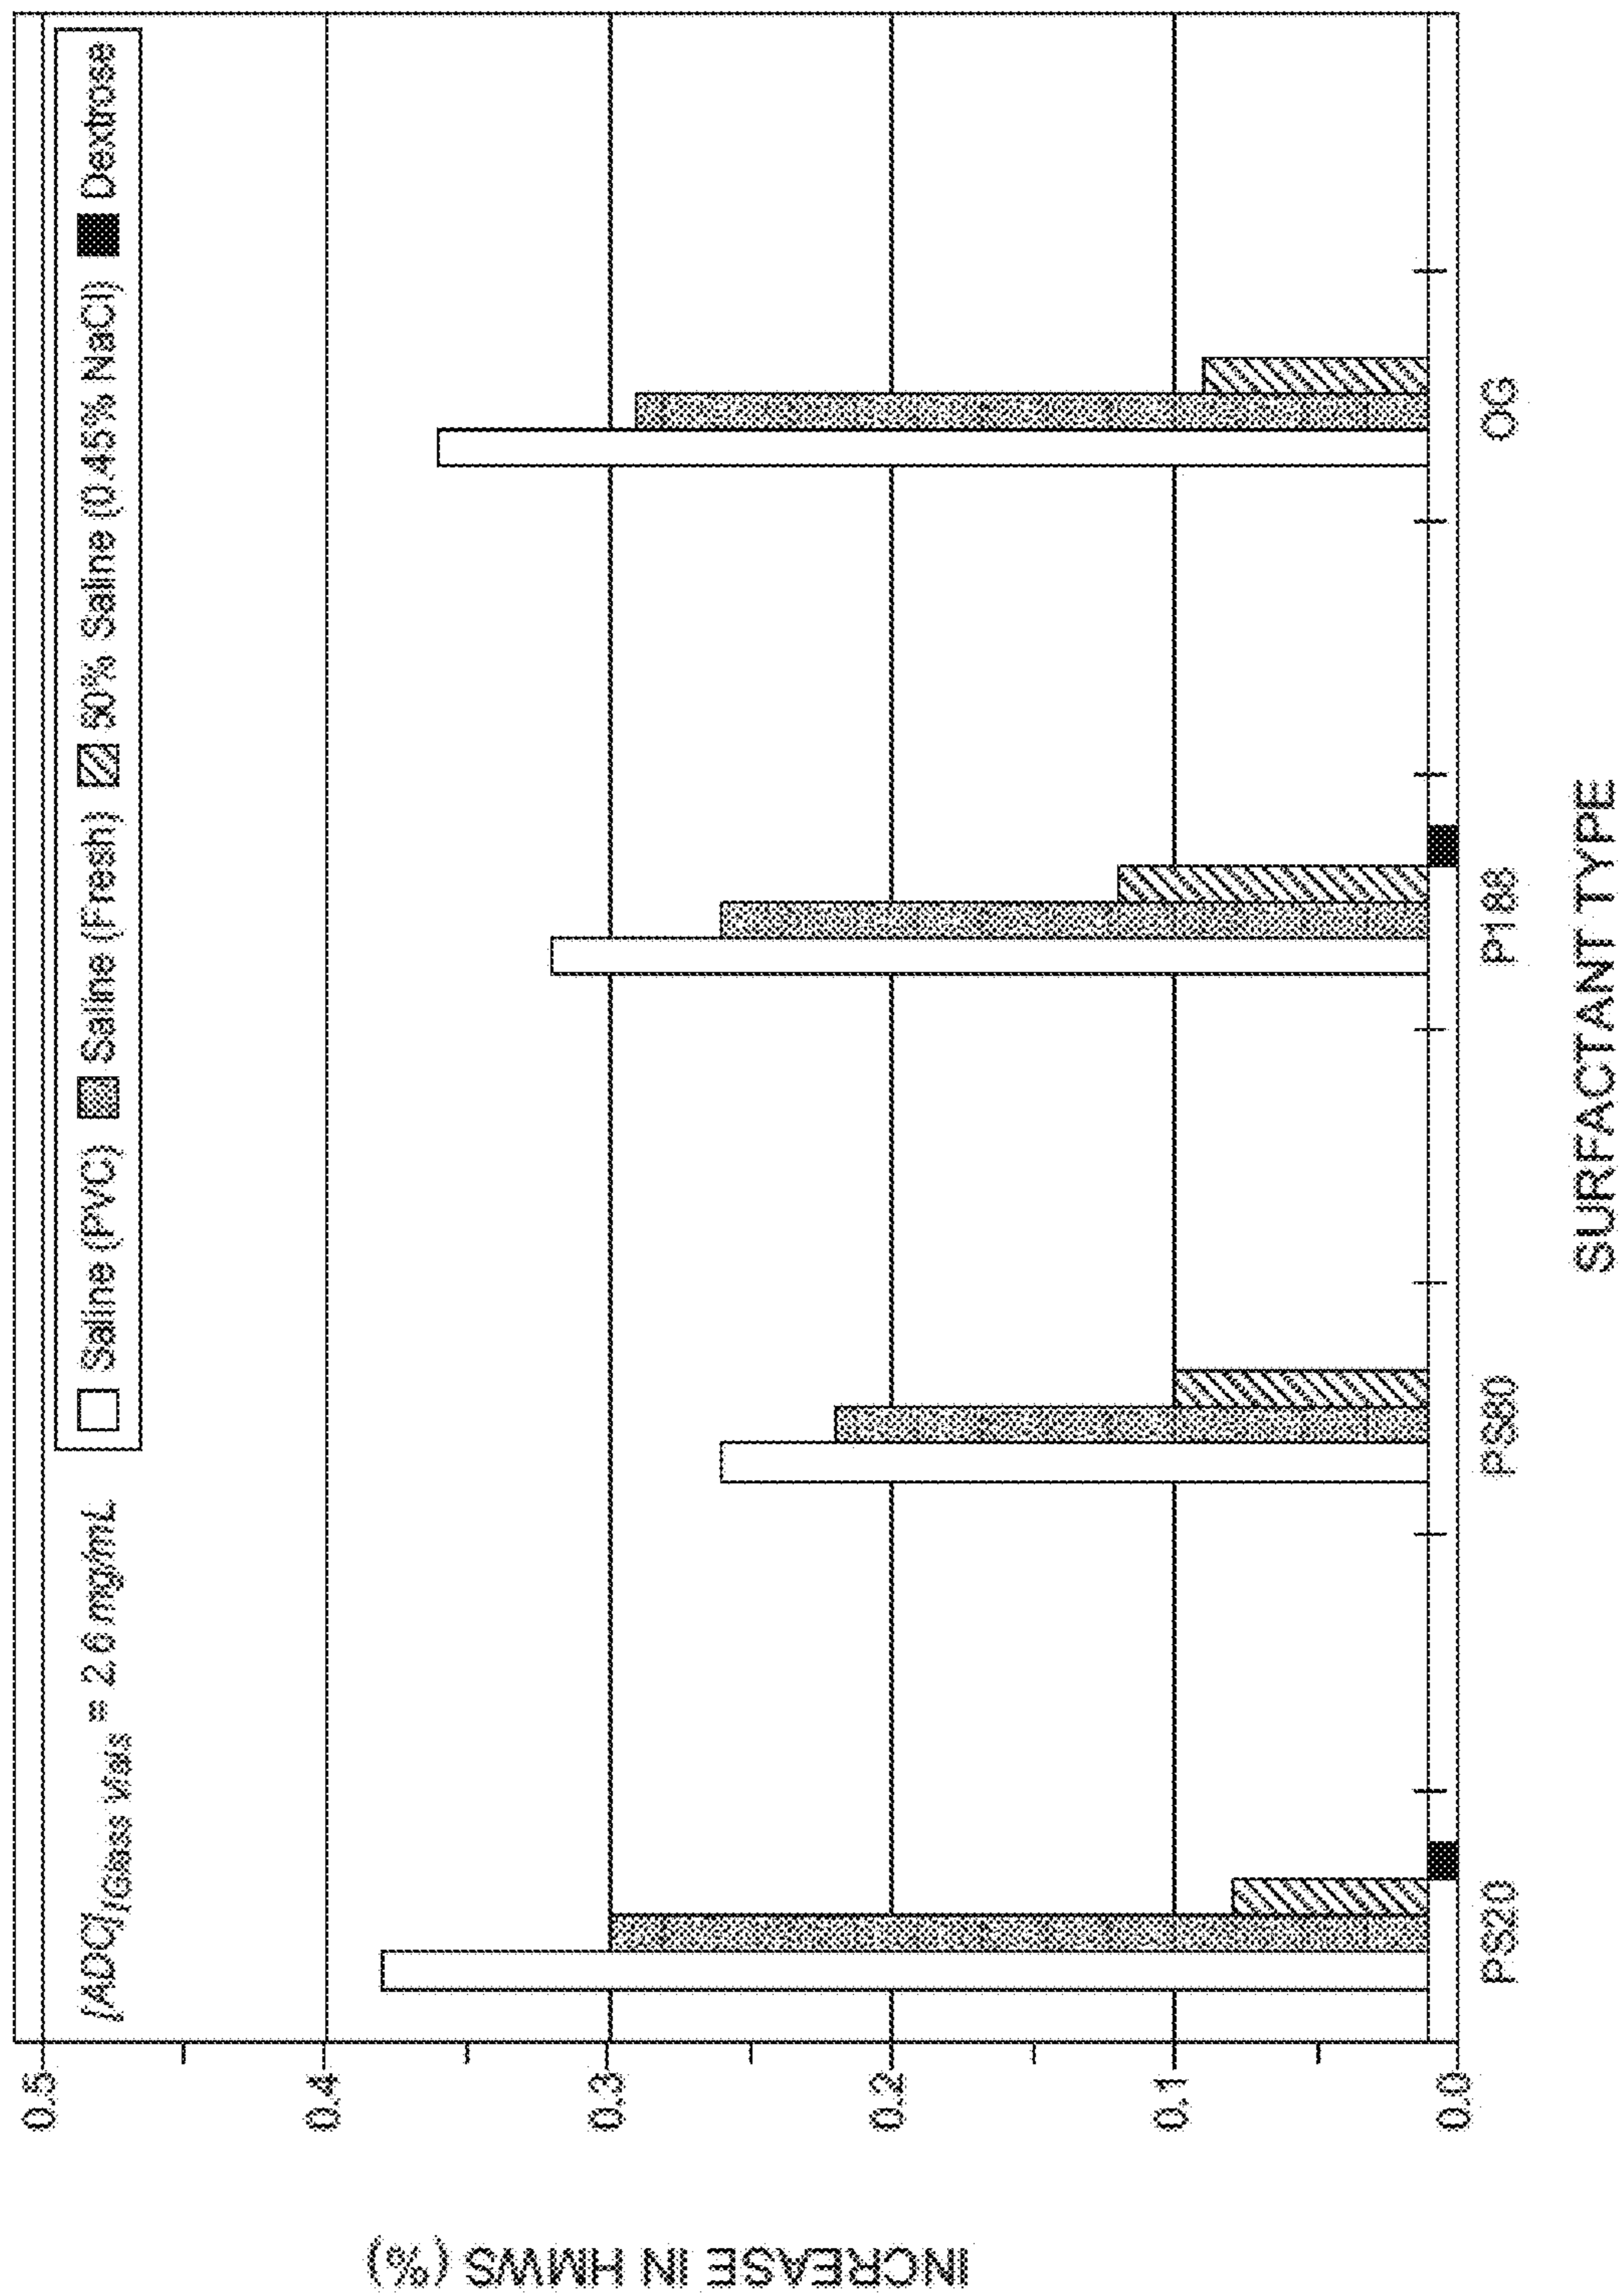 [ADC](Glass Vials) = 2.6 mg/mL
Saline (PVC) Saline (Fresh) 50% Saline (0.45% NaCl) Dextrose
INCREASE IN HMWS (%)
0.5
0.4
0.3
0.2
0.1
0.0
PS20 PS80 P188 OG
SURFACTANT TYPE